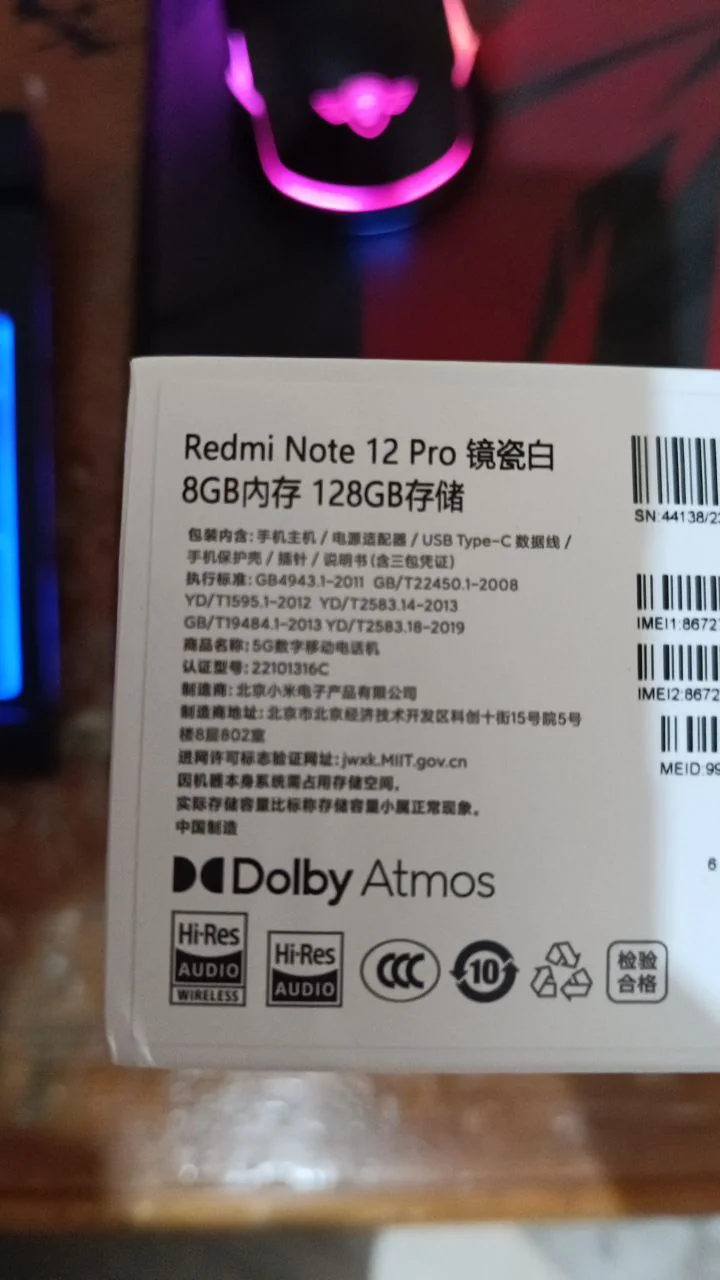 Redmi Note 12 Pro 镜瓷白
8GB内存 128GB存储
包装内含:手机主机 / 电源适配器 / USB Type-C 数据线 /
手机保护壳 / 插针 / 说明书(含三包凭证)
执行标准:GB4943.1-2011 GB/T22450.1-2008
YD/T1595.1-2012 YD/T2583.14-2013
GB/T19484.1-2013 YD/T2583.18-2019
商品名称:5G数字移动电话机
认证型号:22101316C
制造商:北京小米电子产品有限公司
制造商地址:北京市北京经济技术开发区科创十街15号院5号
楼8层802室
进网许可标志验证网址:jwxk.MIIT.gov.cn
因机器本身系统需占用存储空间,
实际存储容量比标称存储容量小属正常现象。
中国制造
Dolby Atmos
Hi-Res
AUDIO
WIRELESS
Hi-Res
AUDIO
CCC
10
检验
合格
SN:44138/2
IMEI1:8672
IMEI2:8672
MEID:99
6